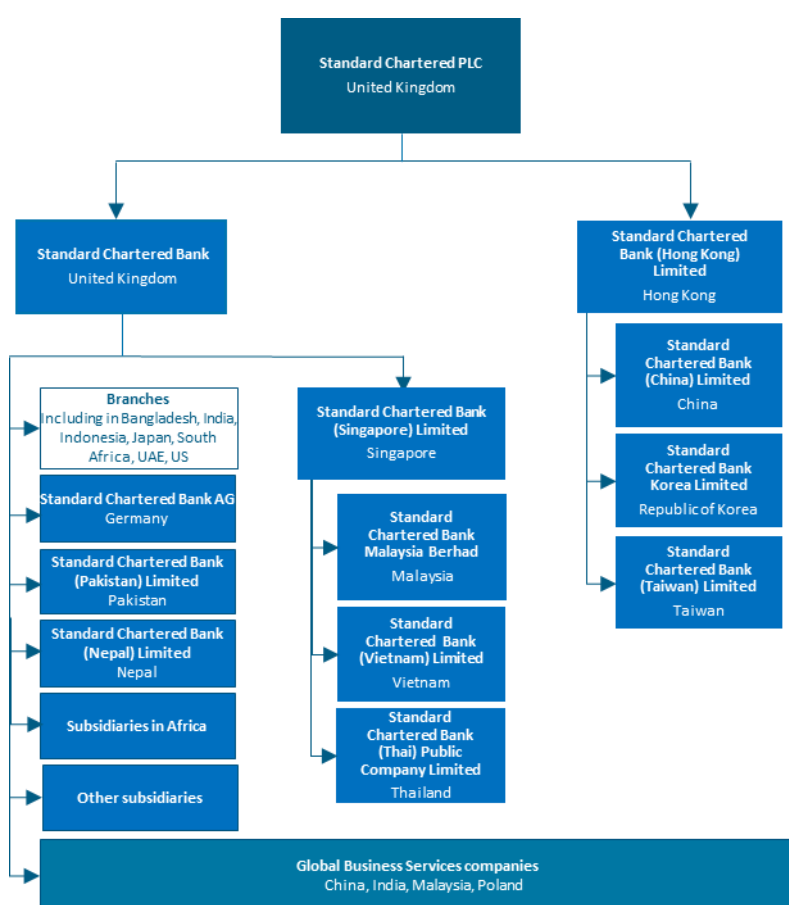 Standard Chartered PLC
United Kingdom
Standard Chartered Bank
United Kingdom
Standard Chartered
Bank (Hong Kong)
Limited
Hong Kong
Branches
Including in Bangladesh, India,
Indonesia, Japan, South
Africa, UAE, US
Standard Chartered Bank AG
Germany
Standard Chartered Bank
(Pakistan) Limited
Pakistan
Standard Chartered Bank
(Nepal) Limited
Nepal
Subsidiaries in Africa
Other subsidiaries
Standard Chartered Bank
(Singapore) Limited
Singapore
Standard
Chartered Bank
Malaysia Berhad
Malaysia
Standard
Chartered Bank
(Vietnam) Limited
Vietnam
Standard
Chartered Bank
(Thai) Public
Company Limited
Thailand
Standard
Chartered Bank
(China) Limited
China
Standard
Chartered Bank
Korea Limited
Republic of Korea
Standard
Chartered Bank
(Taiwan) Limited
Taiwan
Global Business Services companies
China, India, Malaysia, Poland